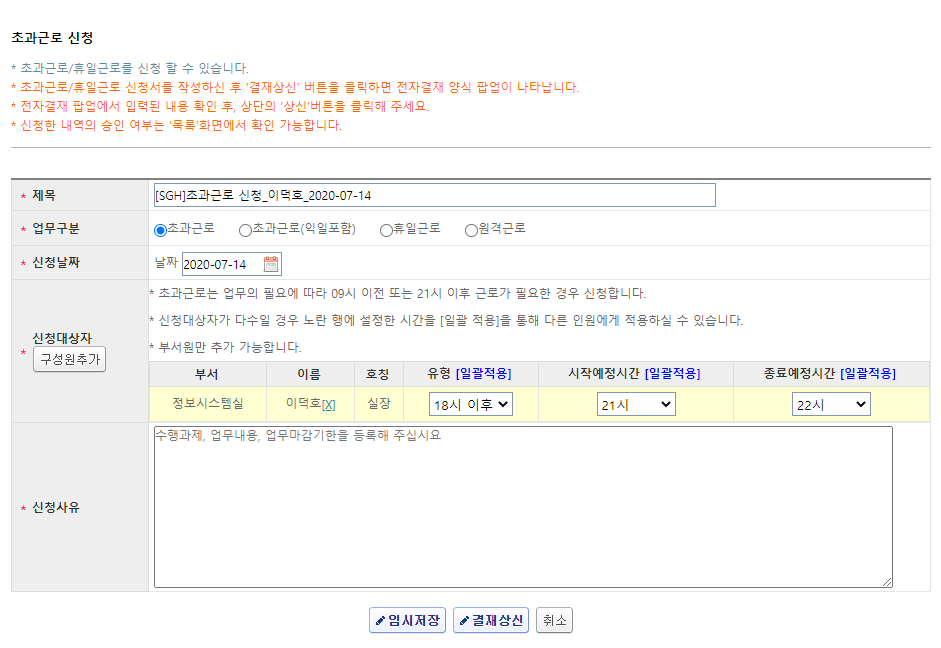 초과근로 신청
* 초과근로/휴일근로를 신청 할 수 있습니다.
* 초과근로/휴일근로 신청서를 작성하신 후 '결재상신' 버튼을 클릭하면 전자결재 양식 팝업이 나타납니다.
* 전자결재 팝업에서 입력된 내용 확인 후, 상단의 '상신'버튼을 클릭해 주세요.
* 신청한 내역의 승인 여부는 '목록'화면에서 확인 가능합니다.
* 제목 [SGH]초과근로 신청_이덕호_2020-07-14
* 업무구분 초과근로 초과근로(익일포함) 휴일근로 원격근로
* 신청날짜 날짜 2020-07-14
* 신청대상자 구성원추가
* 초과근로는 업무의 필요에 따라 09시 이전 또는 21시 이후 근로가 필요한 경우 신청합니다.
* 신청대상자가 다수일 경우 노란 행에 설정한 시간을 [일괄 적용]을 통해 다른 인원에게 적용하실 수 있습니다.
* 부서원만 추가 가능합니다.
부서 이름 호칭 유형 [일괄적용] 시작예정시간 [일괄적용] 종료예정시간 [일괄적용]
정보시스템실 이덕호[X] 실장 18시 이후 21시 22시
* 신청사유 수행과제, 업무내용, 업무마감기한을 등록해 주십시요
임시저장 결재상신 취소